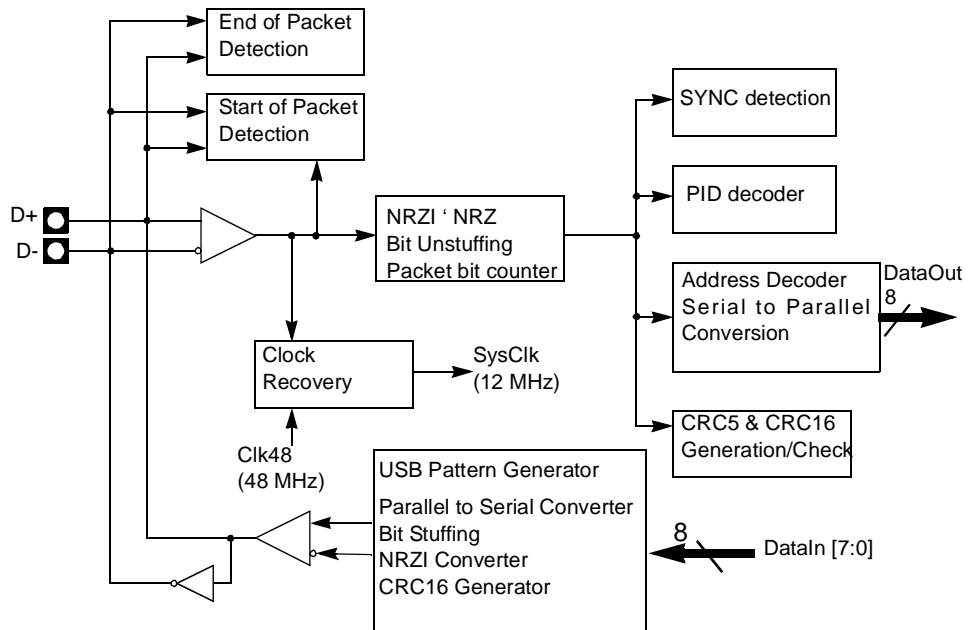 End of Packet
Detection
Start of Packet
Detection
SYNC detection
PID decoder
D+
D-
NRZI ‘ NRZ
Bit Unstuffing
Packet bit counter
Address Decoder
Serial to Parallel
Conversion
DataOut
8
Clock
Recovery
SysClk
(12 MHz)
CRC5 & CRC16
Generation/Check
Clk48
(48 MHz)
USB Pattern Generator
Parallel to Serial Converter
Bit Stuffing
NRZI Converter
CRC16 Generator
8
DataIn [7:0]